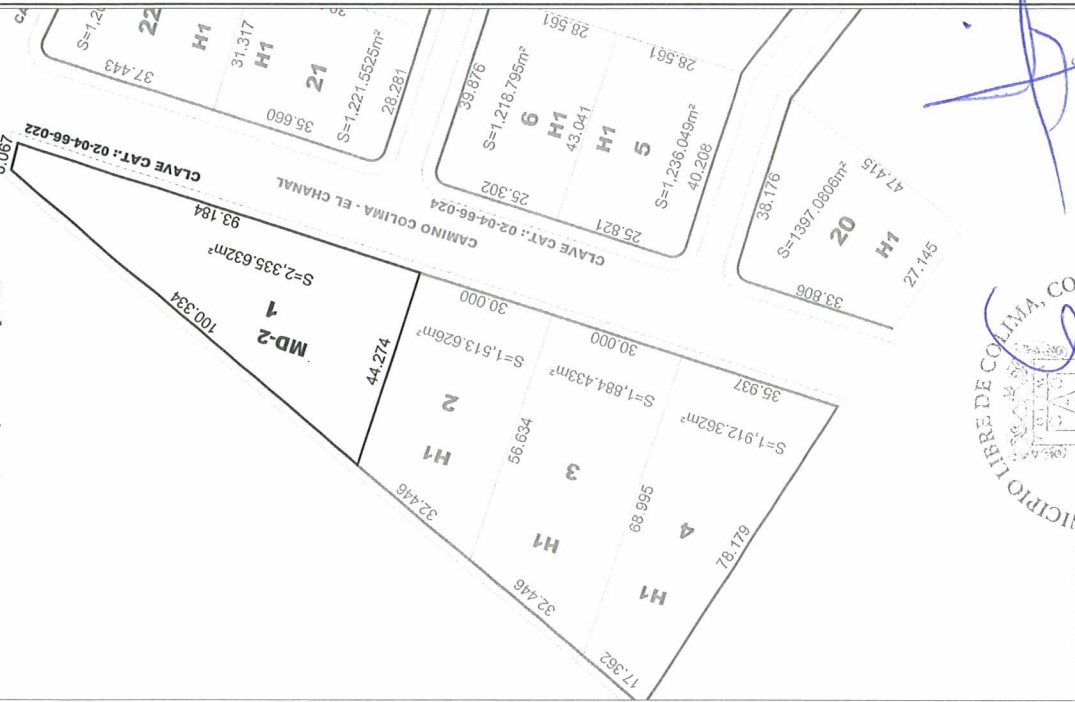 CA
S=1,20
22
H1
37.443
31.317
H1
21
S=1,221.5525m²
35.660
28.281
39.876
28.561
S=1,218.795m²
6
H1
43.041
25.302
H1
5
28.561
S=1,236.049m²
40.208
25.821
38.176
47.415
S=1397.0806m²
20
H1
27.145
33.806
CLAVE CAT.: 02-04-66-022
CAMINO COLIMA - EL CHANAL
CLAVE CAT.: 02-04-66-024
.067
93.184
S=2,335.632m²
1
MD-2
100.334
44.274
30.000
S=1,513.626m²
2
H1
32.446
56.634
30.000
S=1,884.433m²
3
H1
32.446
68.995
35.937
S=1,912.362m²
4
H1
78.179
17.362
NICIPIO LIBRE DE COLIMA, CO